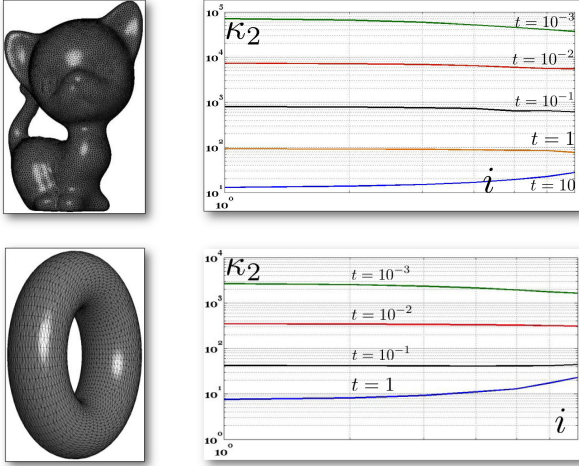 10⁵
κ₂
t = 10⁻³
10⁴
t = 10⁻²
10³
t = 10⁻¹
10²
t = 1
i
t = 10
10¹
10⁰
10⁴
κ₂
t = 10⁻³
10³
t = 10⁻²
10²
t = 10⁻¹
10¹
t = 1
i
10⁰
10⁰